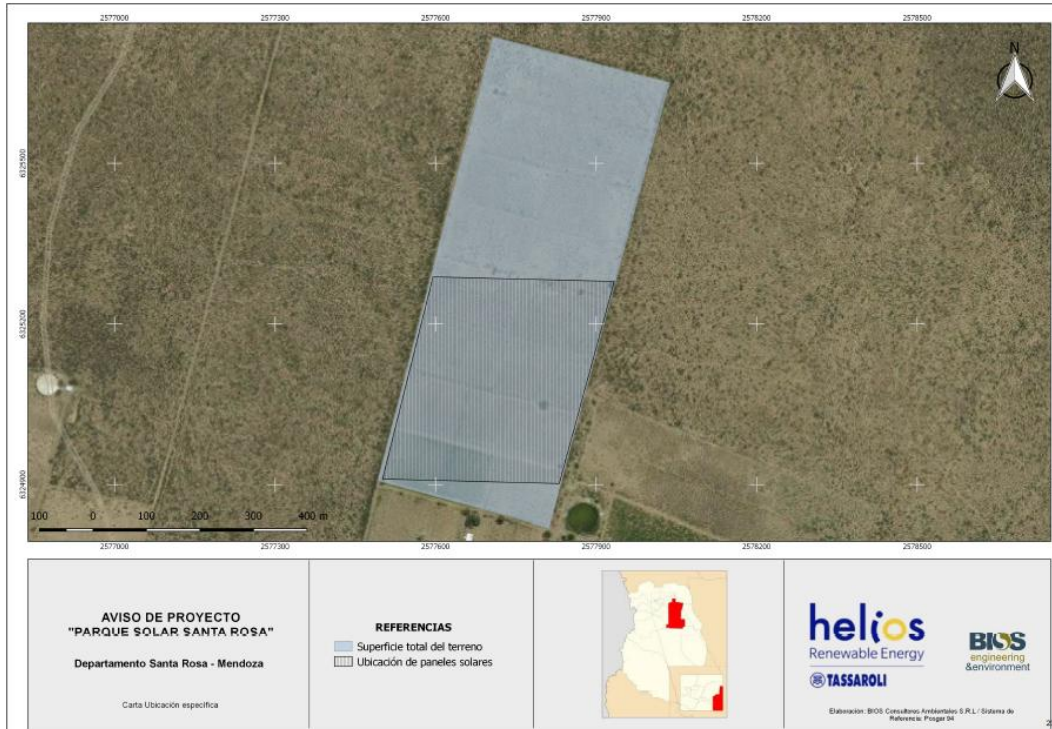 2577000 2577300 2577600 2577900 2578200 2578500
N
6325500
6325200
6324900
100 0 100 200 300 400 m
2577000 2577300 2577600 2577900 2578200 2578500
AVISO DE PROYECTO
"PARQUE SOLAR SANTA ROSA"
Departamento Santa Rosa - Mendoza
Carta Ubicación específica
REFERENCIAS
Superficie total del terreno
Ubicación de paneles solares
helios
Renewable Energy
TASSAROLI
BIOS
engineering
&environment
Elaboración: BIOS Consultores Ambientales S.R.L / Sistema de
Referencia: Posgar 94
2